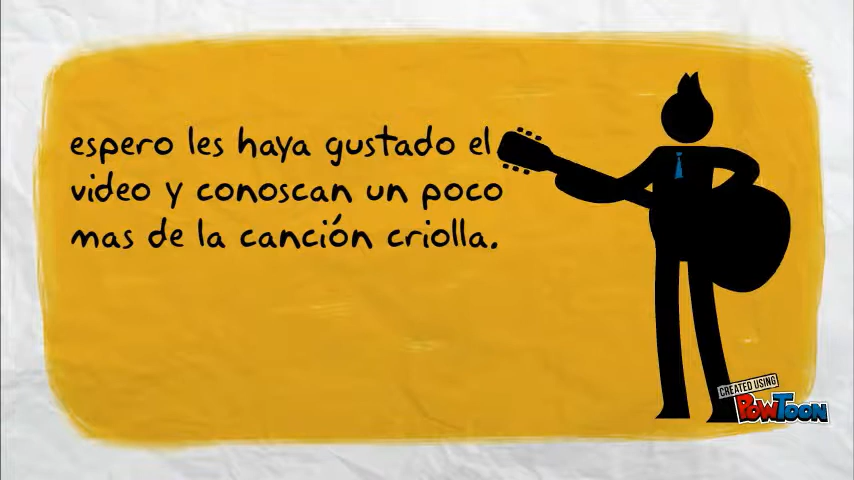 espero les haya gustado el
video y conoscan un poco
mas de la canción criolla.
CREATED USING
POWTOON